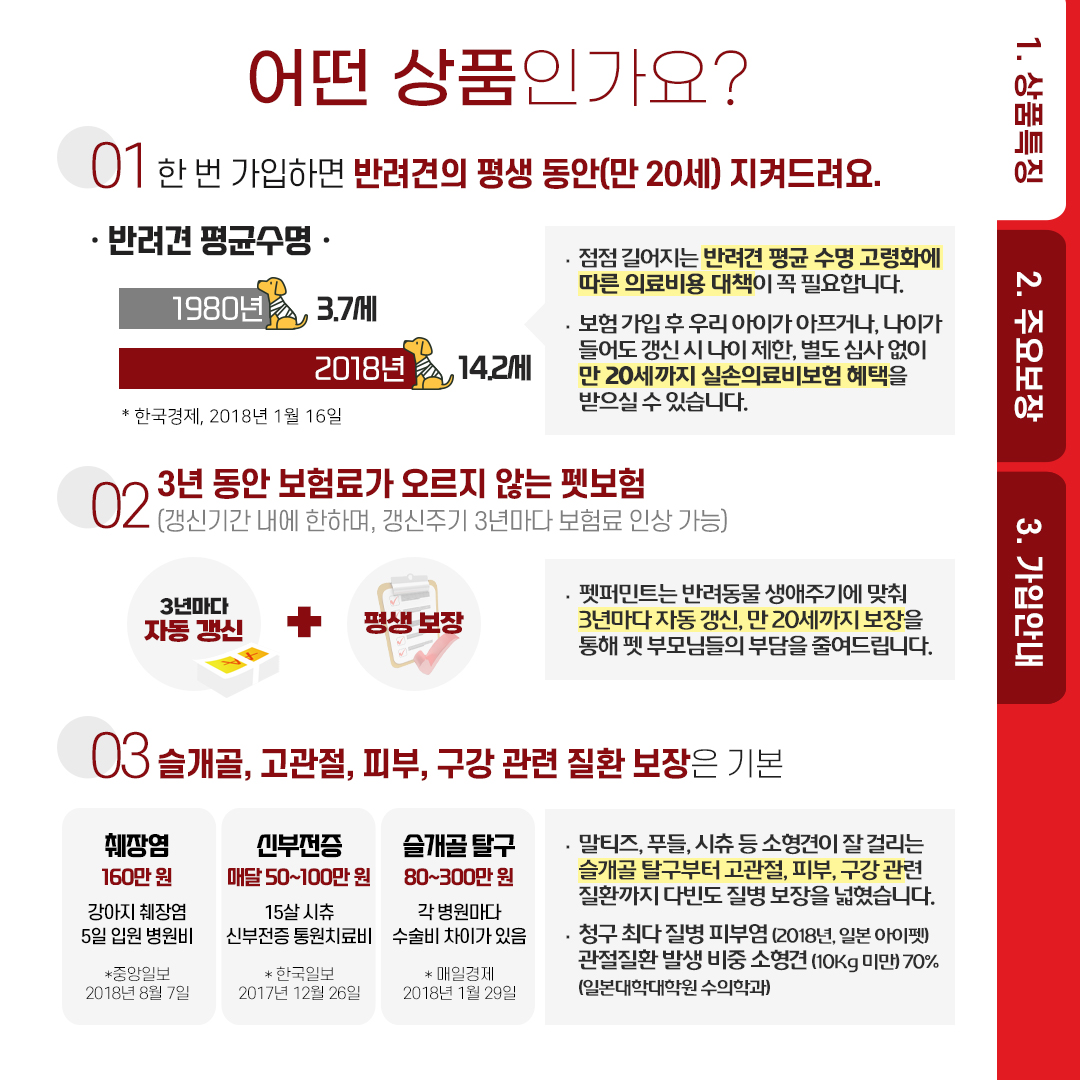 어떤 상품인가요?
01 한 번 가입하면 반려견의 평생 동안(만 20세) 지켜드려요.
· 반려견 평균수명 ·
1980년 3.7세
2018년 14.2세
* 한국경제, 2018년 1월 16일
· 점점 길어지는 반려견 평균 수명 고령화에
따른 의료비용 대책이 꼭 필요합니다.
· 보험 가입 후 우리 아이가 아프거나, 나이가
들어도 갱신 시 나이 제한, 별도 심사 없이
만 20세까지 실손의료비보험 혜택을
받으실 수 있습니다.
02 3년 동안 보험료가 오르지 않는 펫보험
(갱신기간 내에 한하며, 갱신주기 3년마다 보험료 인상 가능)
3년마다
자동 갱신
+
평생 보장
· 펫퍼민트는 반려동물 생애주기에 맞춰
3년마다 자동 갱신, 만 20세까지 보장을
통해 펫 부모님들의 부담을 줄여드립니다.
03 슬개골, 고관절, 피부, 구강 관련 질환 보장은 기본
췌장염
160만 원
강아지 췌장염
5일 입원 병원비
*중앙일보
2018년 8월 7일
신부전증
매달 50~100만 원
15살 시츄
신부전증 통원치료비
* 한국일보
2017년 12월 26일
슬개골 탈구
80~300만 원
각 병원마다
수술비 차이가 있음
* 매일경제
2018년 1월 29일
· 말티즈, 푸들, 시츄 등 소형견이 잘 걸리는
슬개골 탈구부터 고관절, 피부, 구강 관련
질환까지 다빈도 질병 보장을 넓혔습니다.
· 청구 최다 질병 피부염 (2018년, 일본 아이펫)
관절질환 발생 비중 소형견 (10Kg 미만) 70%
(일본대학대학원 수의학과)
1. 상품특징
2. 주요보장
3. 가입안내